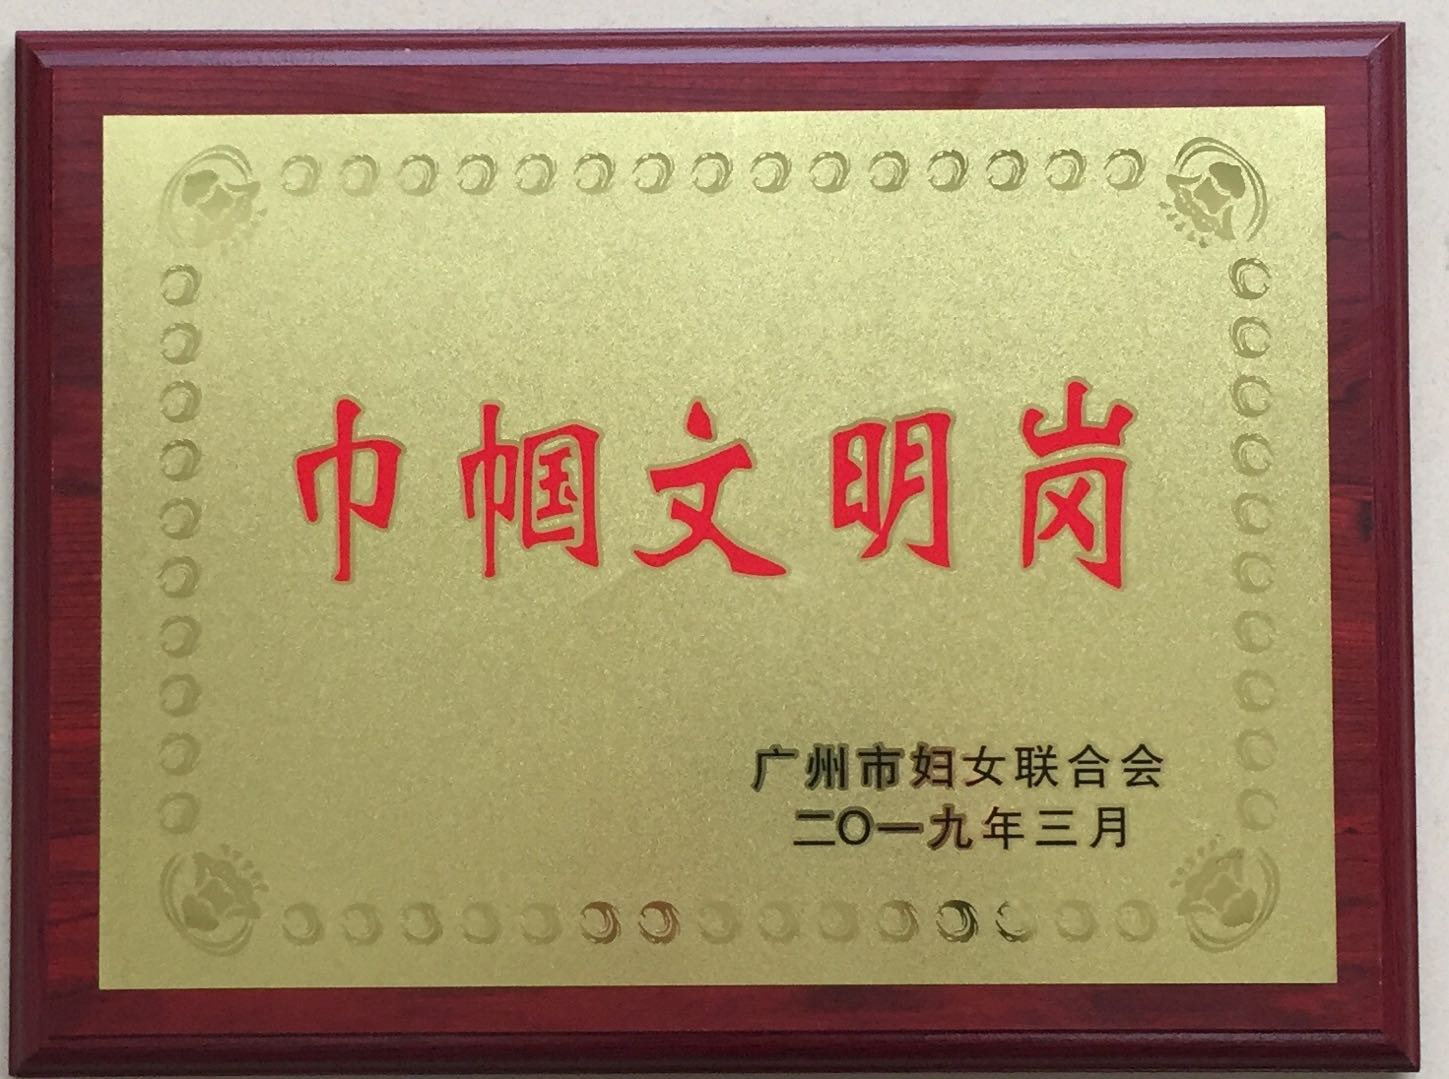 巾帼文明岗
广州市妇女联合会
二〇一九年三月